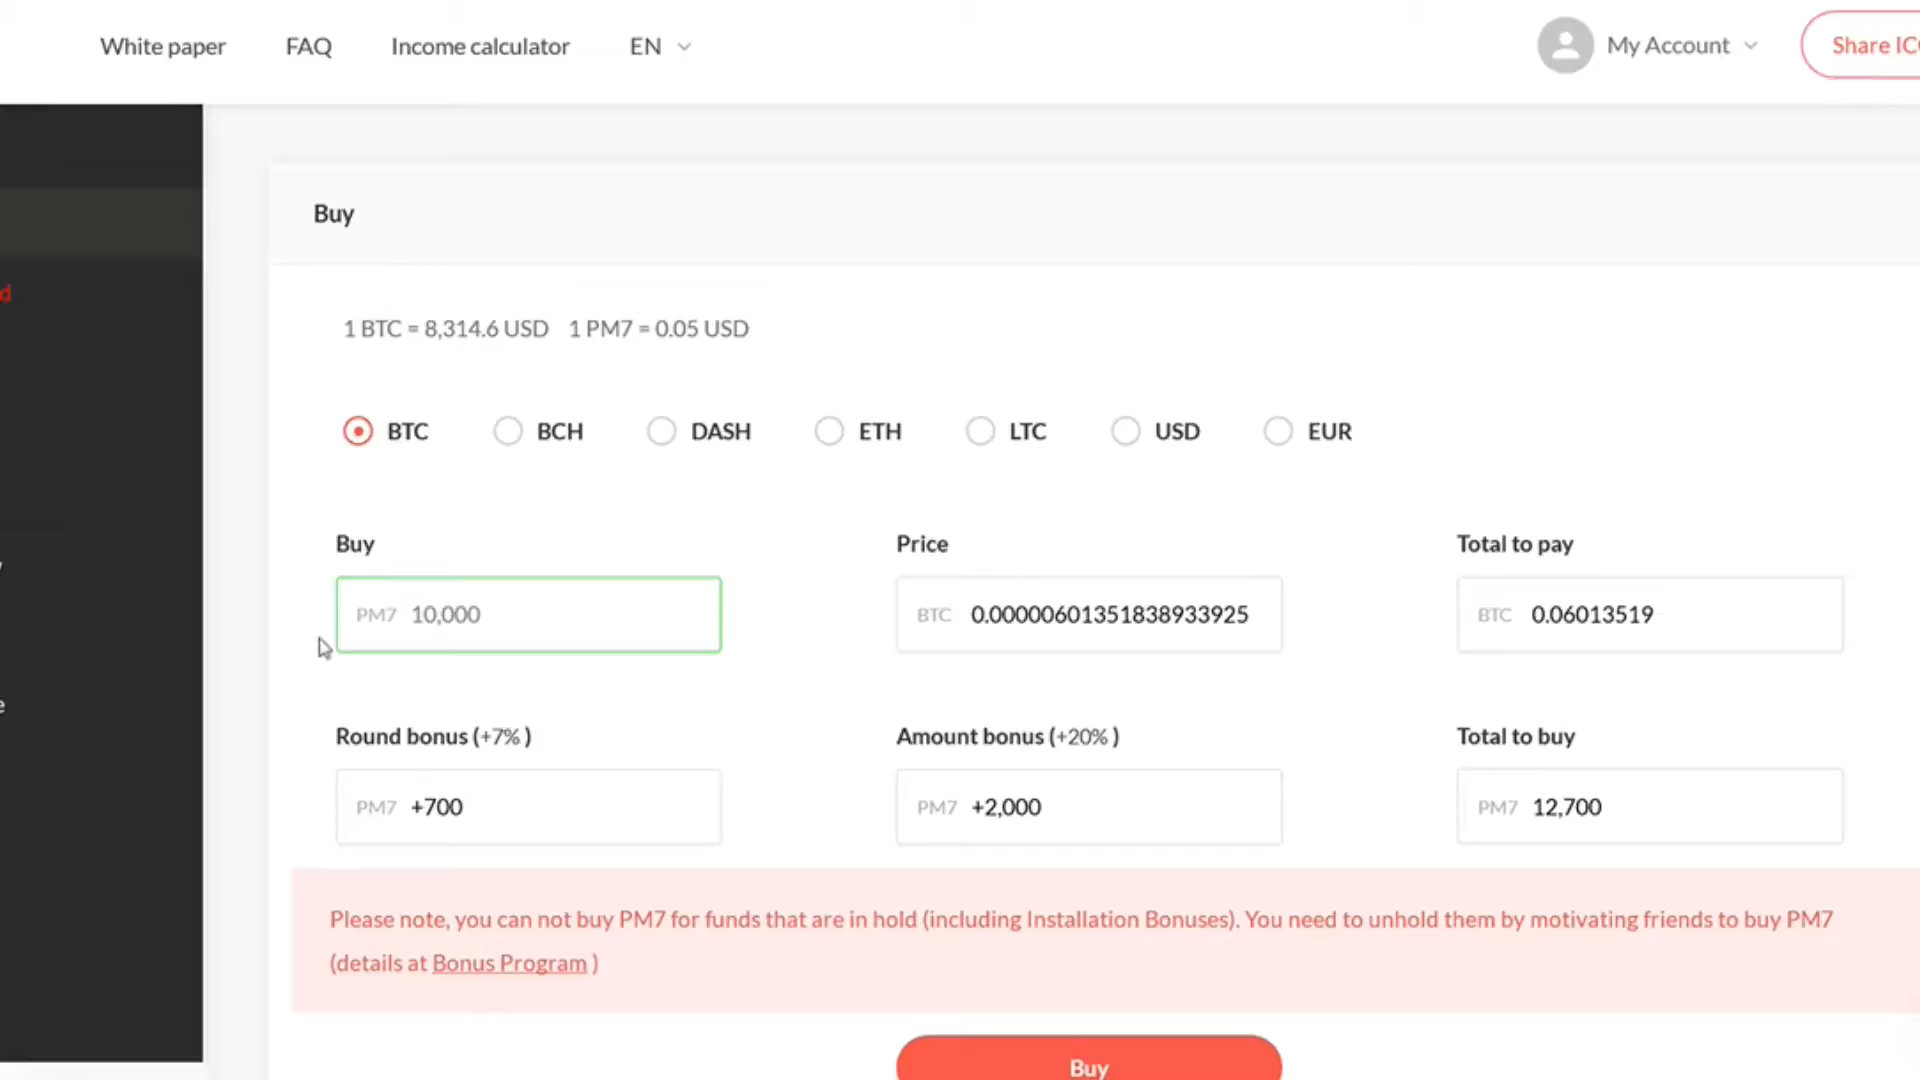 White paper FAQ Income calculator EN My Account Share IC
Buy
d
1 BTC = 8,314.6 USD 1 PM7 = 0.05 USD
BTC BCH DASH ETH LTC USD EUR
Buy Price Total to pay
PM7 10,000 BTC 0.00000601351838933925 BTC 0.06013519
e
Round bonus (+7% ) Amount bonus (+20% ) Total to buy
PM7 +700 PM7 +2,000 PM7 12,700
Please note, you can not buy PM7 for funds that are in hold (including Installation Bonuses). You need to unhold them by motivating friends to buy PM7
(details at Bonus Program )
Buy